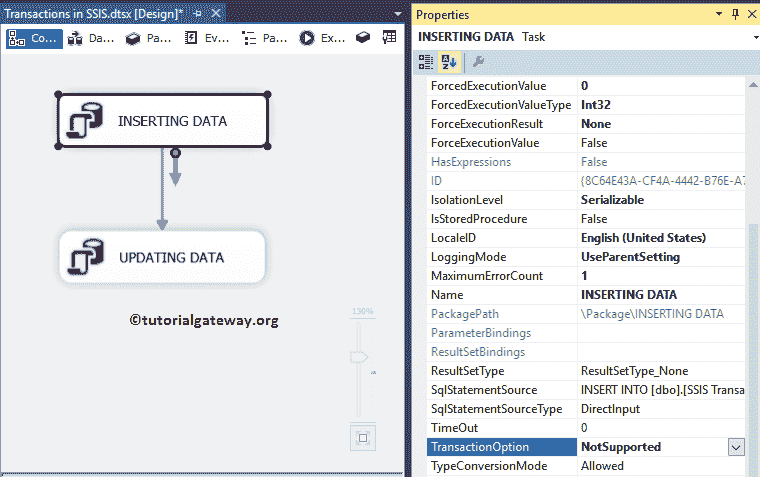 Transactions in SSIS.dtsx [Design]*
Co... Da... Pa... Ev... Pa... Ex...
INSERTING DATA
UPDATING DATA
©tutorialgateway.org
130%
Properties
INSERTING DATA Task
ForcedExecutionValue 0
ForcedExecutionValueType Int32
ForceExecutionResult None
ForceExecutionValue False
HasExpressions False
ID {8C64E43A-CF4A-4442-B76E-A7
IsolationLevel Serializable
IsStoredProcedure False
LocaleID English (United States)
LoggingMode UseParentSetting
MaximumErrorCount 1
Name INSERTING DATA
PackagePath \Package\INSERTING DATA
ParameterBindings
ResultSetBindings
ResultSetType ResultSetType_None
SqlStatementSource INSERT INTO [dbo].[SSIS Transa
SqlStatementSourceType DirectInput
TimeOut 0
TransactionOption NotSupported
TypeConversionMode Allowed